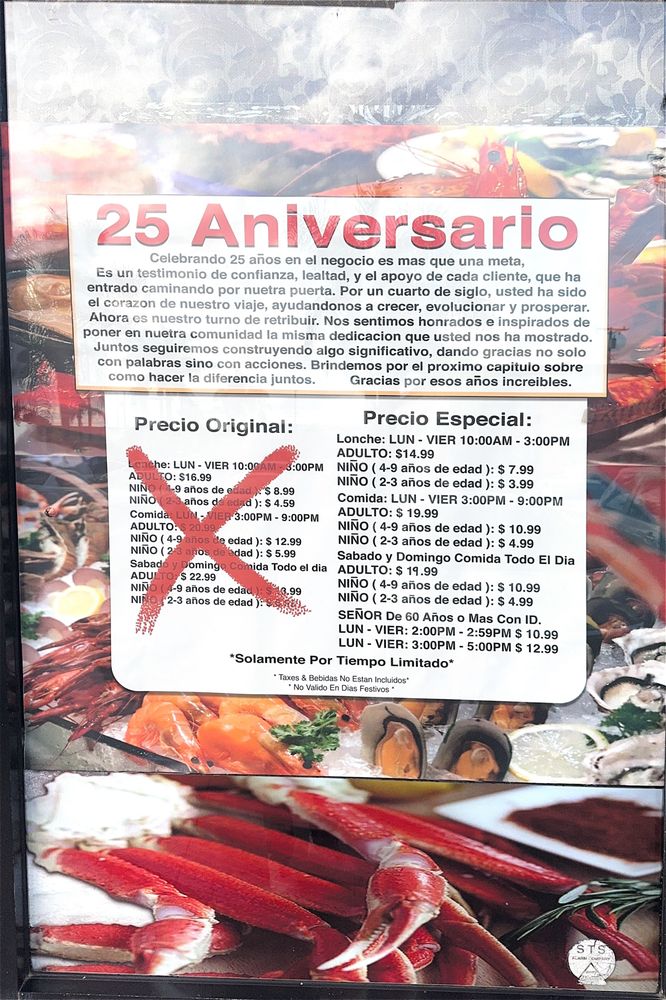 25 Aniversario
Celebrando 25 años en el negocio es mas que una meta,
Es un testimonio de confianza, lealtad, y el apoyo de cada cliente, que ha
entrado caminando por nuetra puerta. Por un cuarto de siglo, usted ha sido
el corazon de nuestro viaje, ayudandonos a crecer, evolucionar y prosperar.
Ahora es nuestro turno de retribuir. Nos sentimos honrados e inspirados de
poner en nuetra comunidad la misma dedicacion que usted nos ha mostrado.
Juntos seguiremos construyendo algo significativo, dando gracias no solo
con palabras sino con acciones. Brindemos por el proximo capitulo sobre
como hacer la diferencia juntos. Gracias por esos años increibles.
Precio Original:
Lonche: LUN - VIER 10:00AM - 3:00PM
ADULTO: $16.99
NIÑO ( 4-9 años de edad ): $ 8.99
NIÑO ( 2-3 años de edad ): $ 4.59
Comida: LUN - VIER 3:00PM - 9:00PM
ADULTO: $ 20.99
NIÑO ( 4-9 años de edad ): $ 12.99
NIÑO ( 2-3 años de edad ): $ 5.99
Sabado y Domingo Comida Todo el dia
ADULTO: $ 22.99
NIÑO ( 4-9 años de edad ): $ 13.99
NIÑO ( 2-3 años de edad ):
Precio Especial:
Lonche: LUN - VIER 10:00AM - 3:00PM
ADULTO: $14.99
NIÑO ( 4-9 años de edad ): $ 7.99
NIÑO ( 2-3 años de edad ): $ 3.99
Comida: LUN - VIER 3:00PM - 9:00PM
ADULTO: $ 19.99
NIÑO ( 4-9 años de edad ): $ 10.99
NIÑO ( 2-3 años de edad ): $ 4.99
Sabado y Domingo Comida Todo El Dia
ADULTO: $ 19.99
NIÑO ( 4-9 años de edad ): $ 10.99
NIÑO ( 2-3 años de edad ): $ 4.99
SEÑOR De 60 Años o Mas Con ID.
LUN - VIER: 2:00PM - 2:59PM $ 10.99
LUN - VIER: 3:00PM - 5:00PM $ 12.99
*Solamente Por Tiempo Limitado*
* Taxes & Bebidas No Estan Incluidos*
* No Valido En Dias Festivos *
STS
ALARM COMPANY